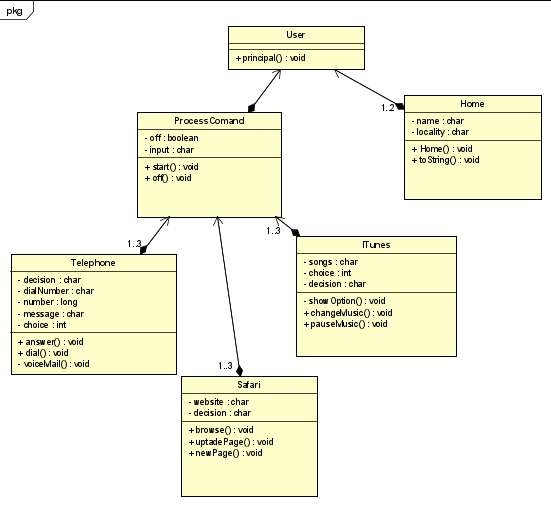 pkg
User
+principal() : void
1..2
Home
- name : char
- locality : char
+ Home() : void
+ toString() : void
ProcessComand
- off : boolean
- input : char
+ start() : void
+ off() : void
1..3
Telephone
- decision : char
- dialNumber : char
- number : long
- message : char
- choice : int
+ answer() : void
+ dial() : void
- voiceMail() : void
1..3
ITunes
- songs : char
- choice : int
- decision : char
- showOption() : void
+changeMusic() : void
+pauseMusic() : void
1..3
Safari
- website : char
- decision : char
+browse() : void
+uptadePage() : void
+newPage() : void